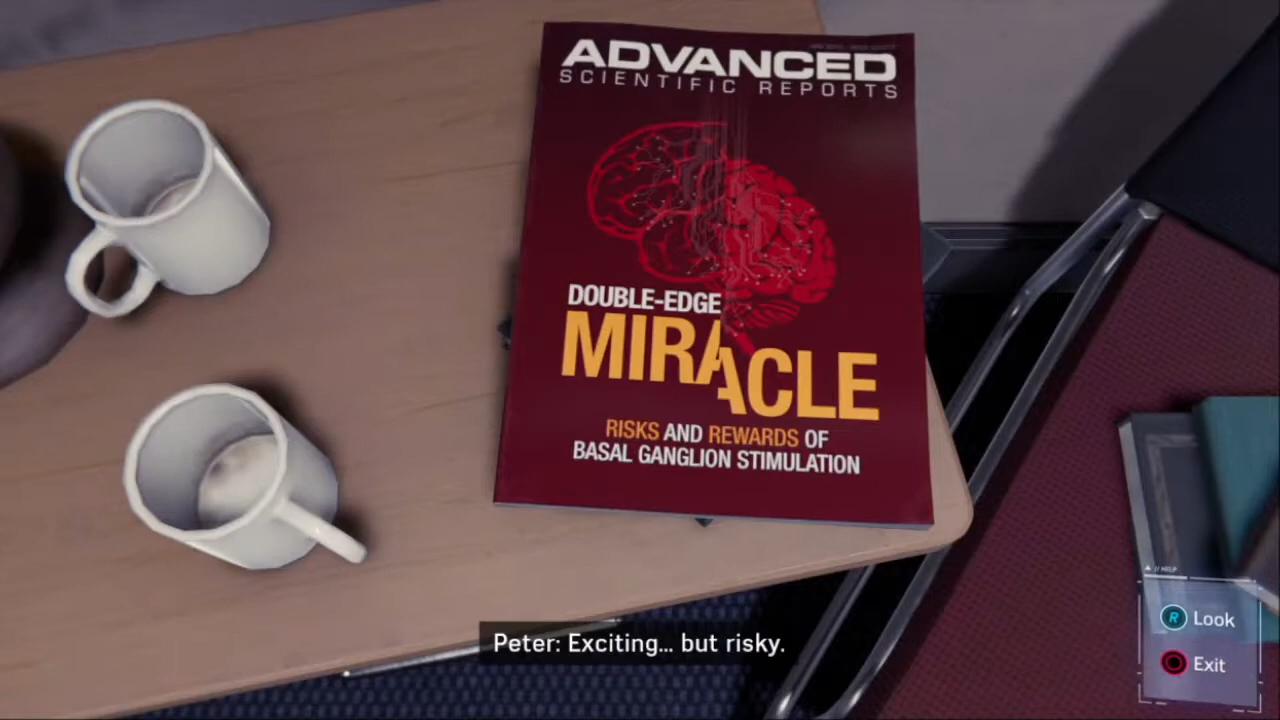 ADVANCED
SCIENTIFIC REPORTS
DOUBLE-EDGE
MIRACLE
RISKS AND REWARDS OF
BASAL GANGLION STIMULATION
// HELP
R Look
Exit
Peter: Exciting... but risky.